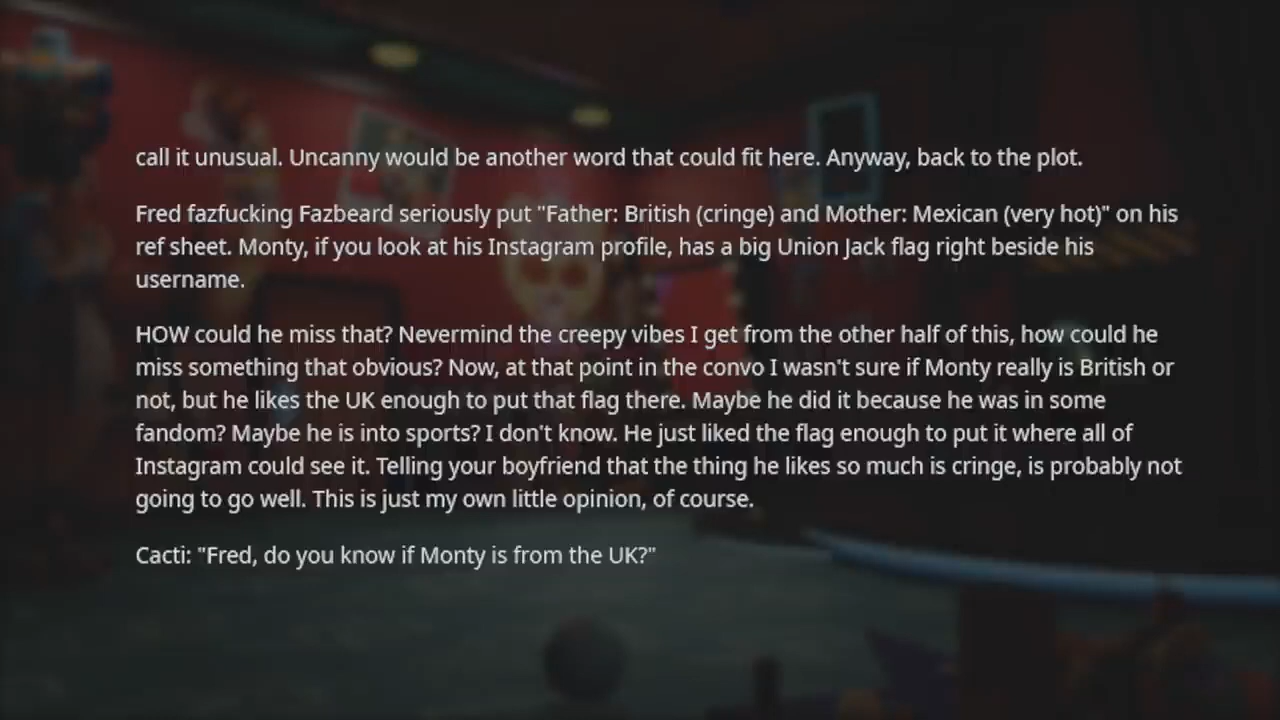 call it unusual. Uncanny would be another word that could fit here. Anyway, back to the plot.
Fred fazfucking Fazbeard seriously put "Father: British (cringe) and Mother: Mexican (very hot)" on his
ref sheet. Monty, if you look at his Instagram profile, has a big Union Jack flag right beside his
username.
HOW could he miss that? Nevermind the creepy vibes I get from the other half of this, how could he
miss something that obvious? Now, at that point in the convo I wasn't sure if Monty really is British or
not, but he likes the UK enough to put that flag there. Maybe he did it because he was in some
fandom? Maybe he is into sports? I don't know. He just liked the flag enough to put it where all of
Instagram could see it. Telling your boyfriend that the thing he likes so much is cringe, is probably not
going to go well. This is just my own little opinion, of course.
Cacti: "Fred, do you know if Monty is from the UK?"